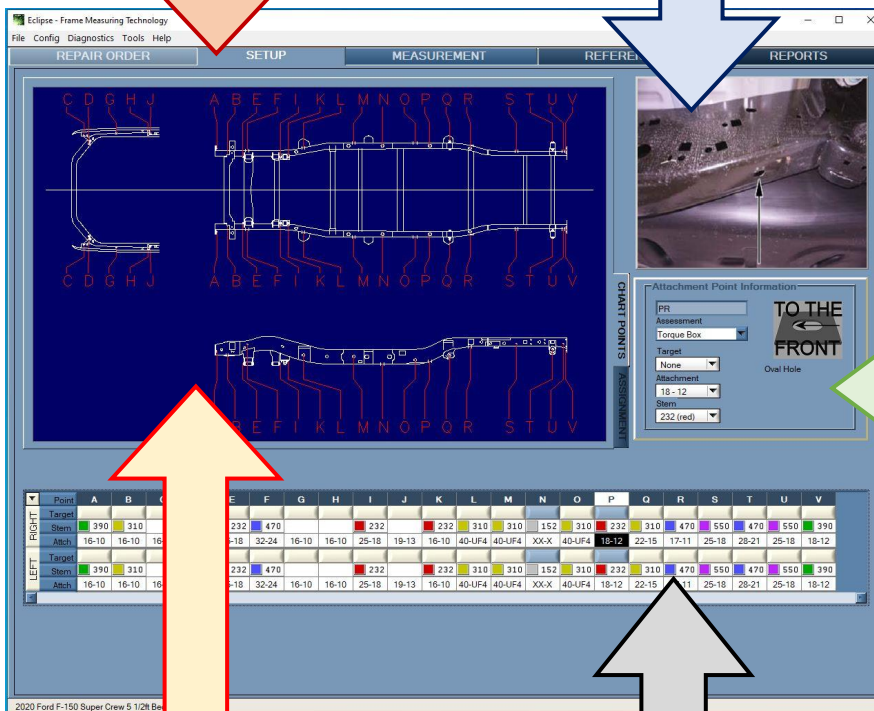 Eclipse - Frame Measuring Technology
File Config Diagnostics Tools Help
REPAIR ORDER SETUP MEASUREMENT REFERE REPORTS
C D G H J A B E F I K L M N O P Q R S T U V
C D G H J A B E F I K L M N O P Q R S T U V
E F I K L M N O P Q R S T U V
CHART POINTS
ASSIGNMENT
Attachment Point Information
PR
Assessment
Torque Box
Target
None
Attachment
18 - 12
Stem
232 (red)
TO THE
FRONT
Oval Hole
Point A B E F G H I J K L M N O P Q R S T U V
RIGHT
Target
Stem 390 310 232 470 232 232 310 310 152 310 232 310 470 550 470 550 390
Attch 16-10 16-10 16- -18 32-24 16-10 16-10 25-18 19-13 16-10 40-UF4 40-UF4 XX-X 40-UF4 18-12 22-15 17-11 25-18 28-21 25-18 18-12
LEFT
Target
Stem 390 310 232 470 232 232 310 310 152 310 232 310 470 550 470 550 390
Attch 16-10 16-10 16- -18 32-24 16-10 16-10 25-18 19-13 16-10 40-UF4 40-UF4 XX-X 40-UF4 18-12 22-15 25-18 28-21 25-18 18-12
2020 Ford F-150 Super Crew 5 1/2ft Be